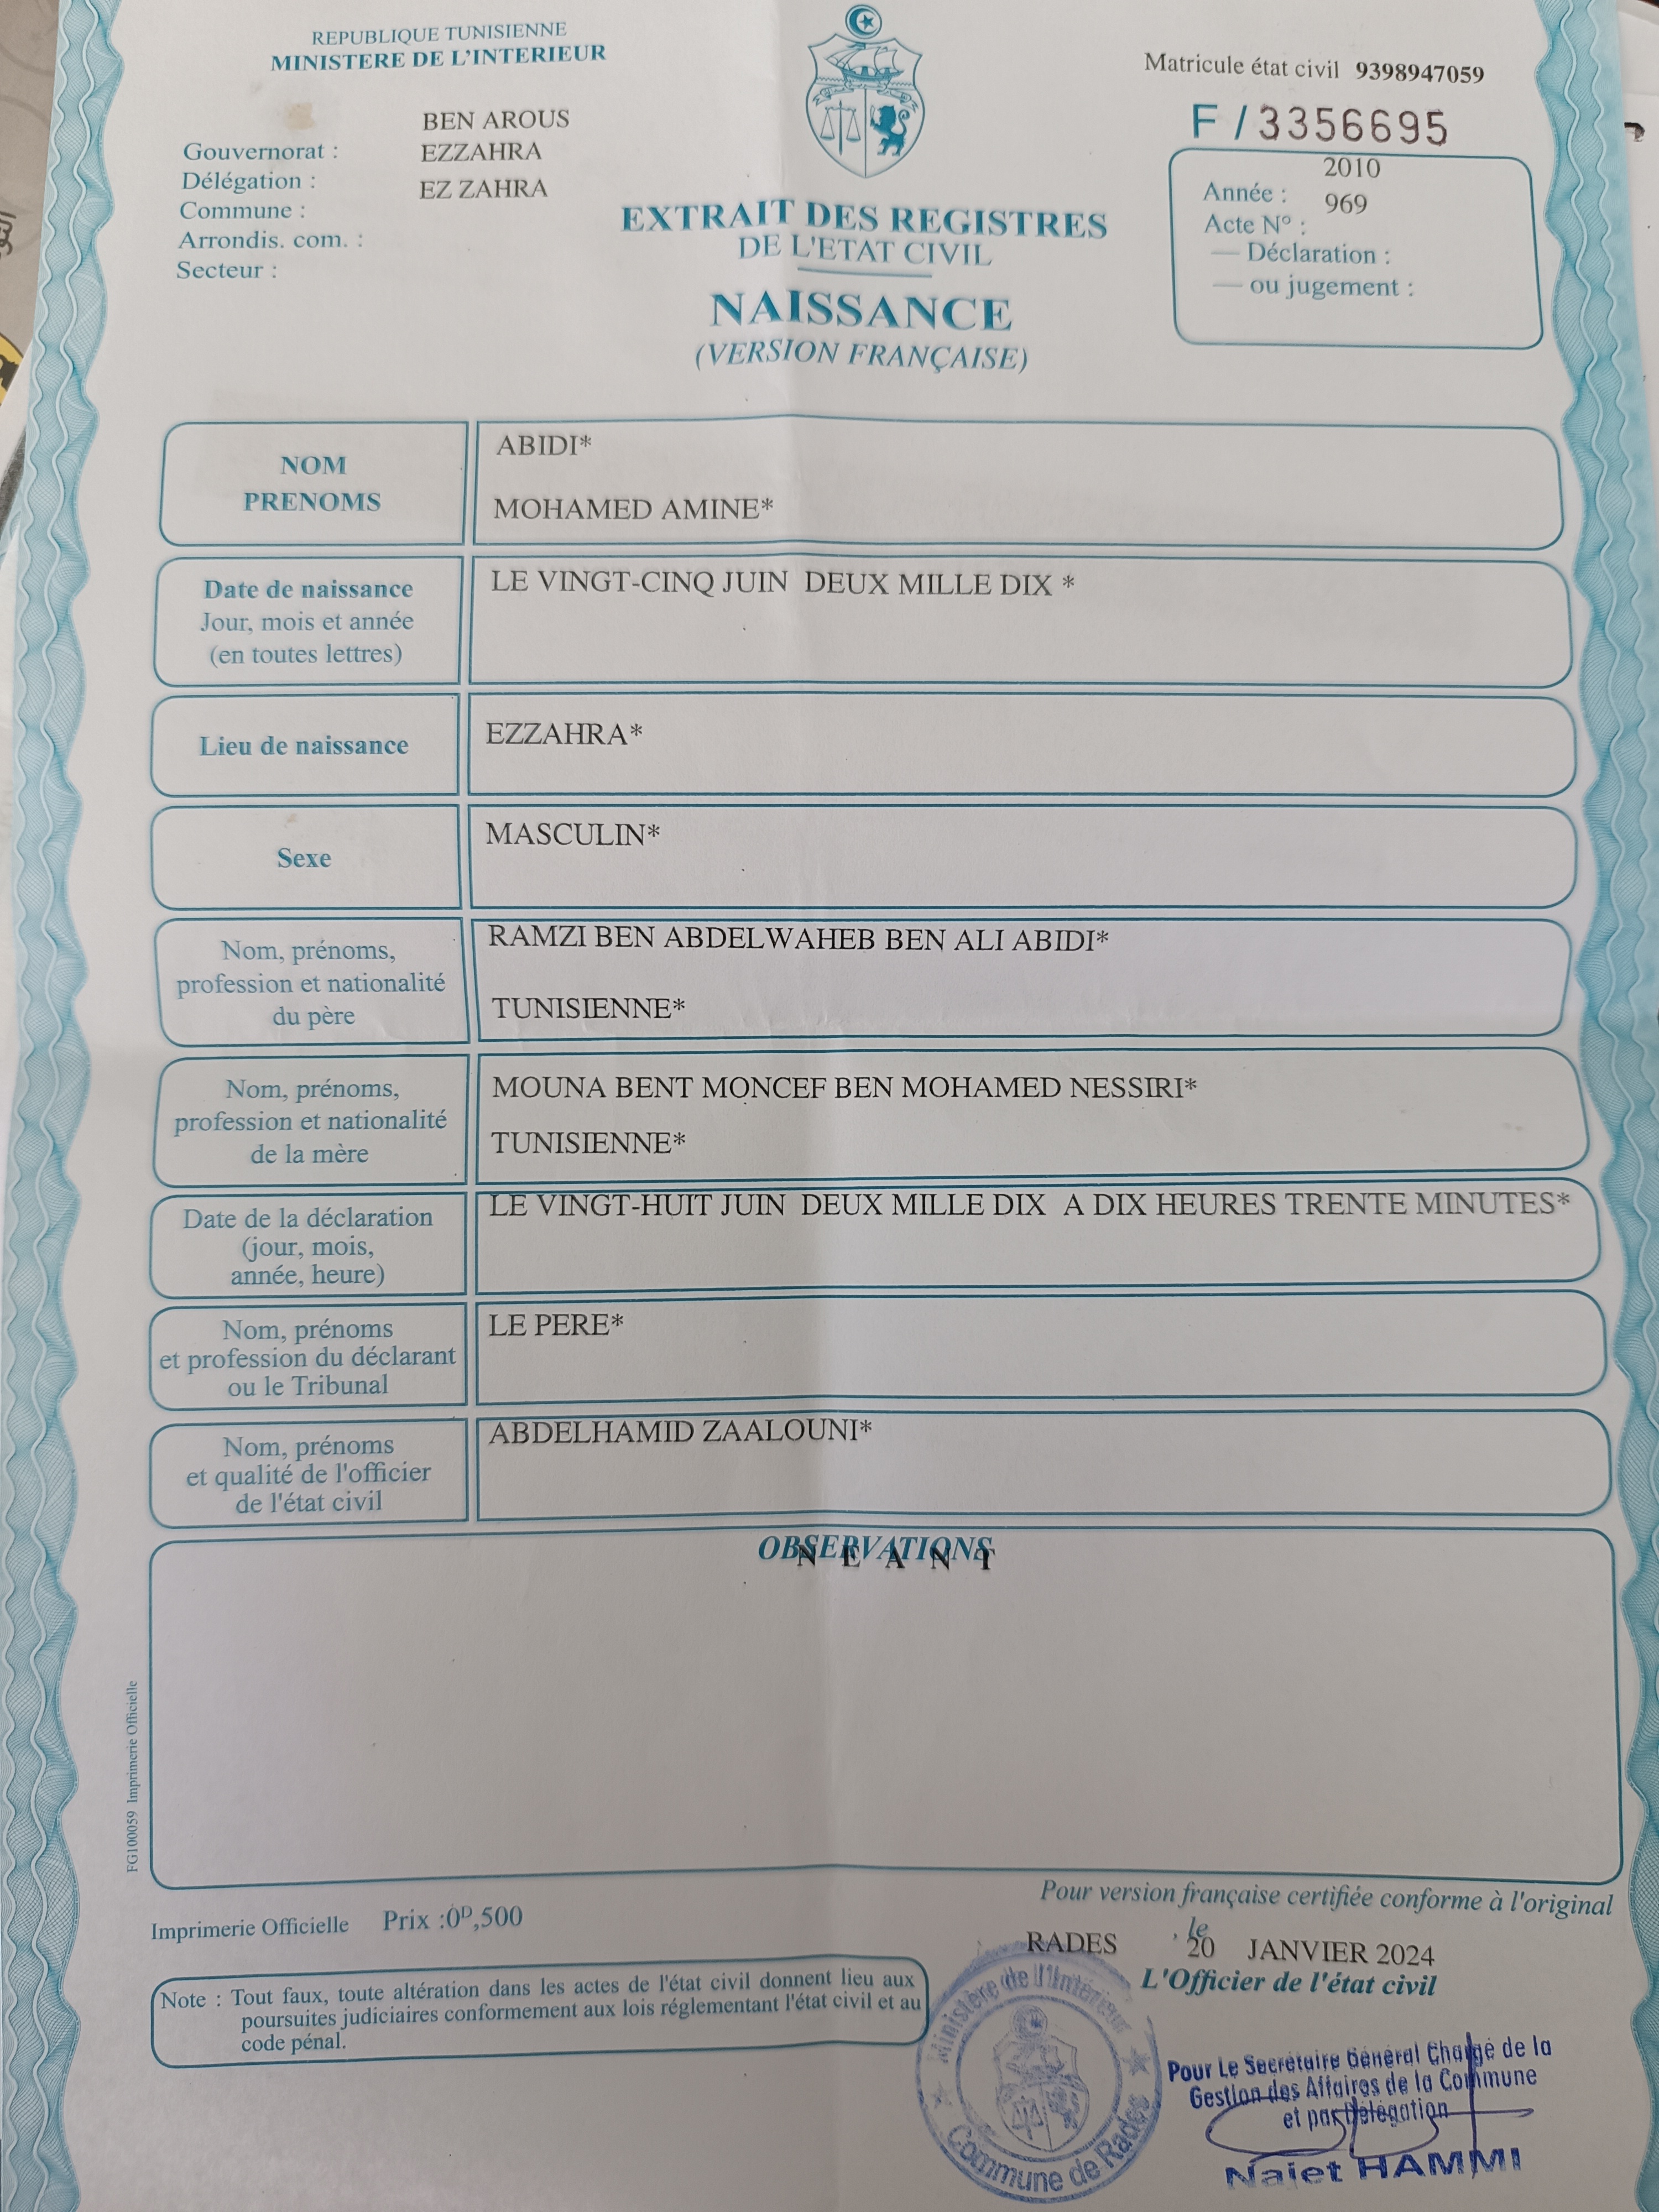 REPUBLIQUE TUNISIENNE
MINISTERE DE L'INTERIEUR
Matricule état civil 9398947059
F / 3356695
BEN AROUS
Gouvernorat :
EZZAHRA
Délégation :
EZ ZAHRA
Commune :
Arrondis. com. :
Secteur :
2010
Année :
969
Acte N° :
— Déclaration :
— ou jugement :
EXTRAIT DES REGISTRES
DE L'ETAT CIVIL
NAISSANCE
(VERSION FRANÇAISE)
NOM
PRENOMS
ABIDI*
MOHAMED AMINE*
Date de naissance
Jour, mois et année
(en toutes lettres)
LE VINGT-CINQ JUIN DEUX MILLE DIX *
Lieu de naissance
EZZAHRA*
Sexe
MASCULIN*
Nom, prénoms,
profession et nationalité
du père
RAMZI BEN ABDELWAHEB BEN ALI ABIDI*
TUNISIENNE*
Nom, prénoms,
profession et nationalité
de la mère
MOUNA BENT MONCEF BEN MOHAMED NESSIRI*
TUNISIENNE*
Date de la déclaration
(jour, mois,
année, heure)
LE VINGT-HUIT JUIN DEUX MILLE DIX A DIX HEURES TRENTE MINUTES*
Nom, prénoms
et profession du déclarant
ou le Tribunal
LE PERE*
Nom, prénoms
et qualité de l'officier
de l'état civil
ABDELHAMID ZAALOUNI*
OBSERVATIONS
N E A N T
FG100059 Imprimerie Officielle
Pour version française certifiée conforme à l'original
Imprimerie Officielle Prix :0ᴰ,500
RADES , le 20 JANVIER 2024
L'Officier de l'état civil
Note : Tout faux, toute altération dans les actes de l'état civil donnent lieu aux
poursuites judiciaires conformement aux lois réglementant l'état civil et au
code pénal.
Ministère de l'Intérieur
Commune de Rades
Pour Le Secrétaire Général Chargé de la
Gestion des Affaires de la Commune
et par Délégation
Najet HAMMI